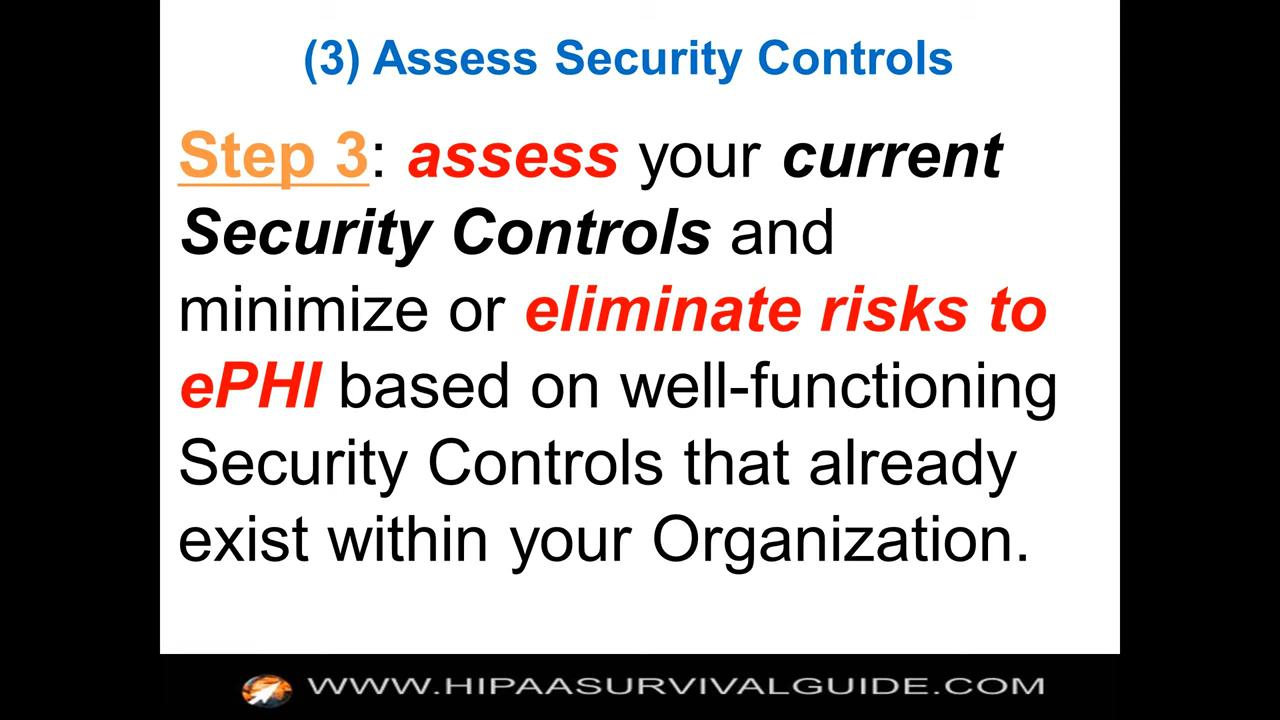 (3) Assess Security Controls
Step 3: assess your current
Security Controls and
minimize or eliminate risks to
ePHI based on well-functioning
Security Controls that already
exist within your Organization.
WWW.HIPAASURVIVALGUIDE.COM